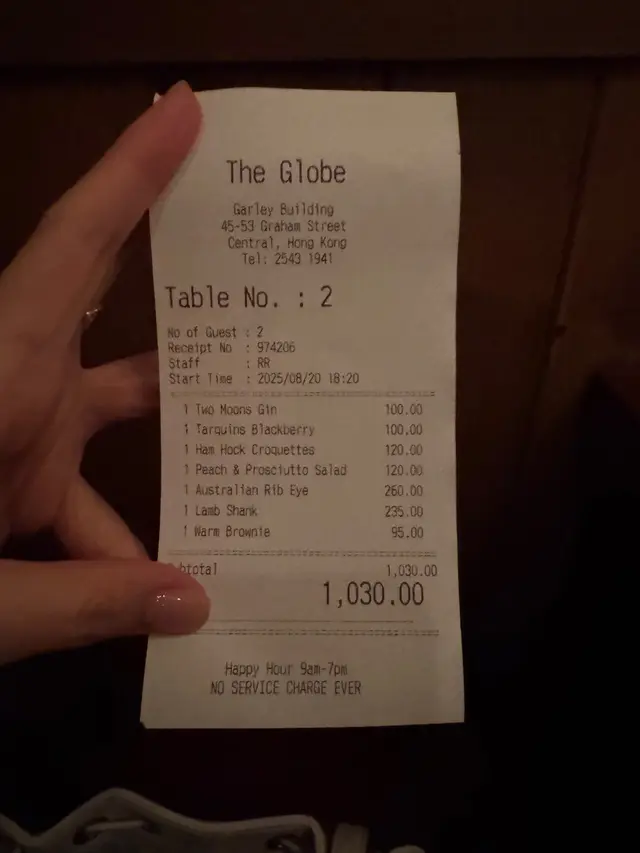 The Globe
Garley Building
45-53 Graham Street
Central, Hong Kong
Tel: 2543 1941
Table No. : 2
No of Guest : 2
Receipt No : 974206
Staff : RR
Start Time : 2025/08/20 18:20
1 Two Moons Gin 100.00
1 Tarquins Blackberry 100.00
1 Ham Hock Croquettes 120.00
1 Peach & Prosciutto Salad 120.00
1 Australian Rib Eye 260.00
1 Lamb Shank 235.00
1 Warm Brownie 95.00
btotal 1,030.00
1,030.00
Happy Hour 9am-7pm
NO SERVICE CHARGE EVER